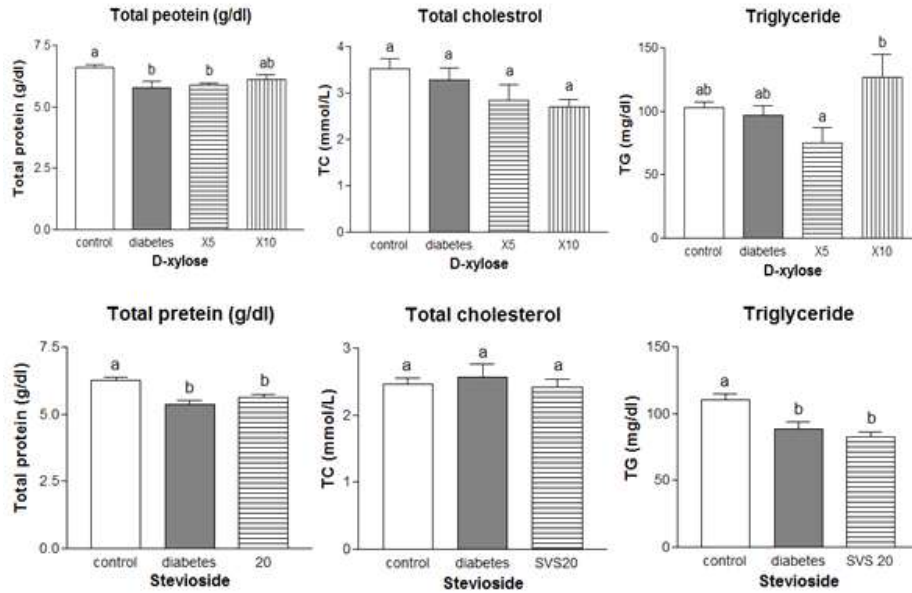 Total peotein (g/dl)
Total protein (g/dl)
7.5
5.0
2.5
0.0
a
b
b
ab
control
diabetes
X5
X10
D-xylose
Total cholestrol
TC (mmol/L)
4
3
2
1
0
a
a
a
a
control
diabetes
X5
X10
D-xylose
Triglyceride
TG (mg/dl)
150
100
50
0
ab
ab
a
b
control
diabetes
X5
X10
D-xylose
Total pretein (g/dl)
Total protein (g/dl)
7.5
5.0
2.5
0.0
a
b
b
control
diabetes
20
Stevioside
Total cholesterol
TC (mmol/L)
3
2
1
0
a
a
a
control
diabetes
SVS20
Stevioside
Triglyceride
TG (mg/dl)
150
100
50
0
a
b
b
control
diabetes
SVS 20
Stevioside